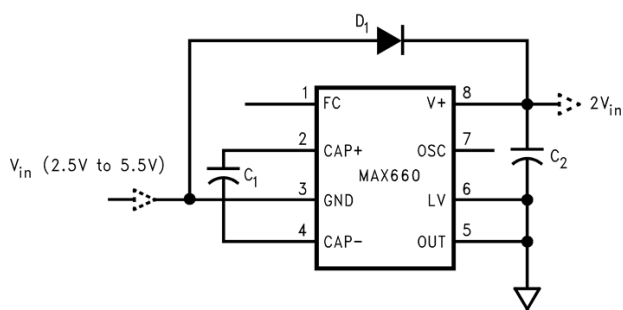 D1
1 FC V+ 8 2Vin
2 CAP+ OSC 7
Vin (2.5V to 5.5V) C1 MAX660 C2
3 GND LV 6
4 CAP- OUT 5